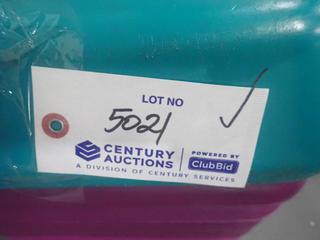 LOT NO
5021
CENTURY
AUCTIONS
POWERED BY
ClubBid
A DIVISION OF CENTURY SERVICES